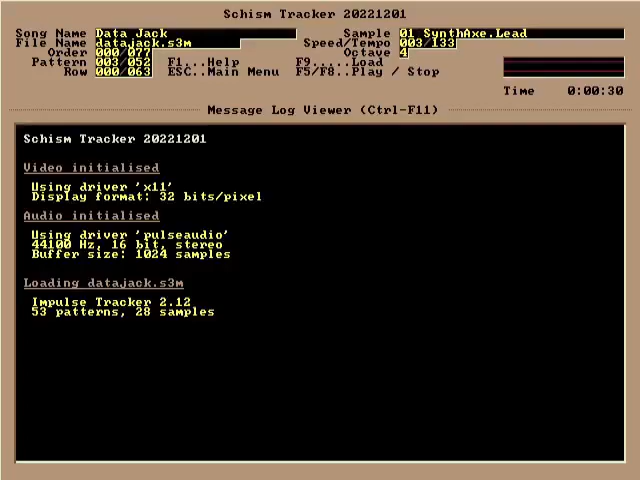 Schism Tracker 20221201
Song Name Data Jack Sample 01 SynthAxe.Lead
File Name datajack.s3m Speed/Tempo 003/133
Order 000/077 Octave 4
Pattern 003/052 F1...Help F9.....Load
Row 000/063 ESC..Main Menu F5/F8..Play / Stop
Time 0:00:30
Message Log Viewer (Ctrl-F11)
Schism Tracker 20221201
Video initialised
Using driver 'x11'
Display format: 32 bits/pixel
Audio initialised
Using driver 'pulseaudio'
44100 Hz, 16 bit, stereo
Buffer size: 1024 samples
Loading datajack.s3m
Impulse Tracker 2.12
53 patterns, 28 samples